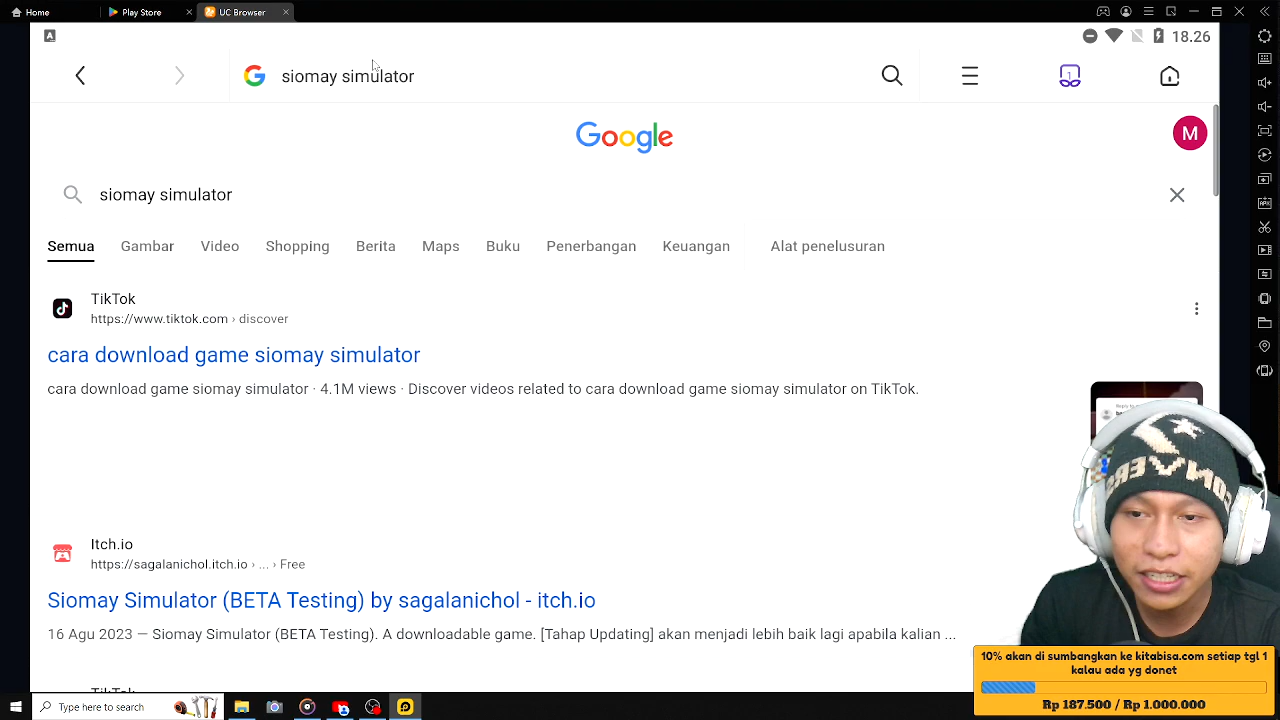 Home
Play Store
UC Browser
18.26
siomay simulator
1
Google
M
siomay simulator
Semua
Gambar
Video
Shopping
Berita
Maps
Buku
Penerbangan
Keuangan
Alat penelusuran
TikTok
https://www.tiktok.com › discover
cara download game siomay simulator
cara download game siomay simulator · 4.1M views · Discover videos related to cara download game siomay simulator on TikTok.
Itch.io
https://sagalanichol.itch.io › ... › Free
Siomay Simulator (BETA Testing) by sagalanichol - itch.io
16 Agu 2023 — Siomay Simulator (BETA Testing). A downloadable game. [Tahap Updating] akan menjadi lebih baik lagi apabila kalian ...
10% akan di sumbangkan ke kitabisa.com setiap tgl 1
kalau ada yg donet
Rp 187.500 / Rp 1.000.000
Type here to search